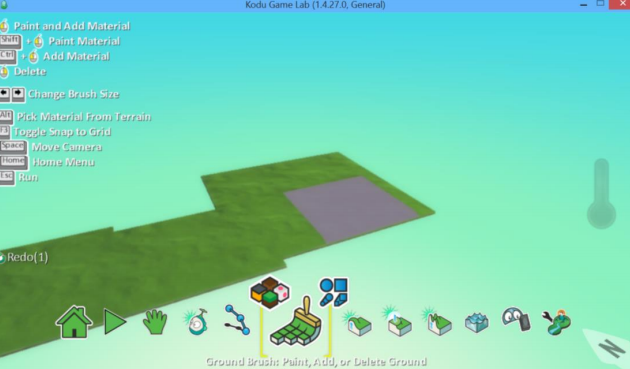 Kodu Game Lab (1.4.27.0, General)
Paint and Add Material
Shift + Paint Material
Ctrl + Add Material
Delete
Change Brush Size
Alt Pick Material From Terrain
F3 Toggle Snap to Grid
Space Move Camera
Home Home Menu
Esc Run
Redo(1)
Ground Brush: Paint, Add, or Delete Ground
N